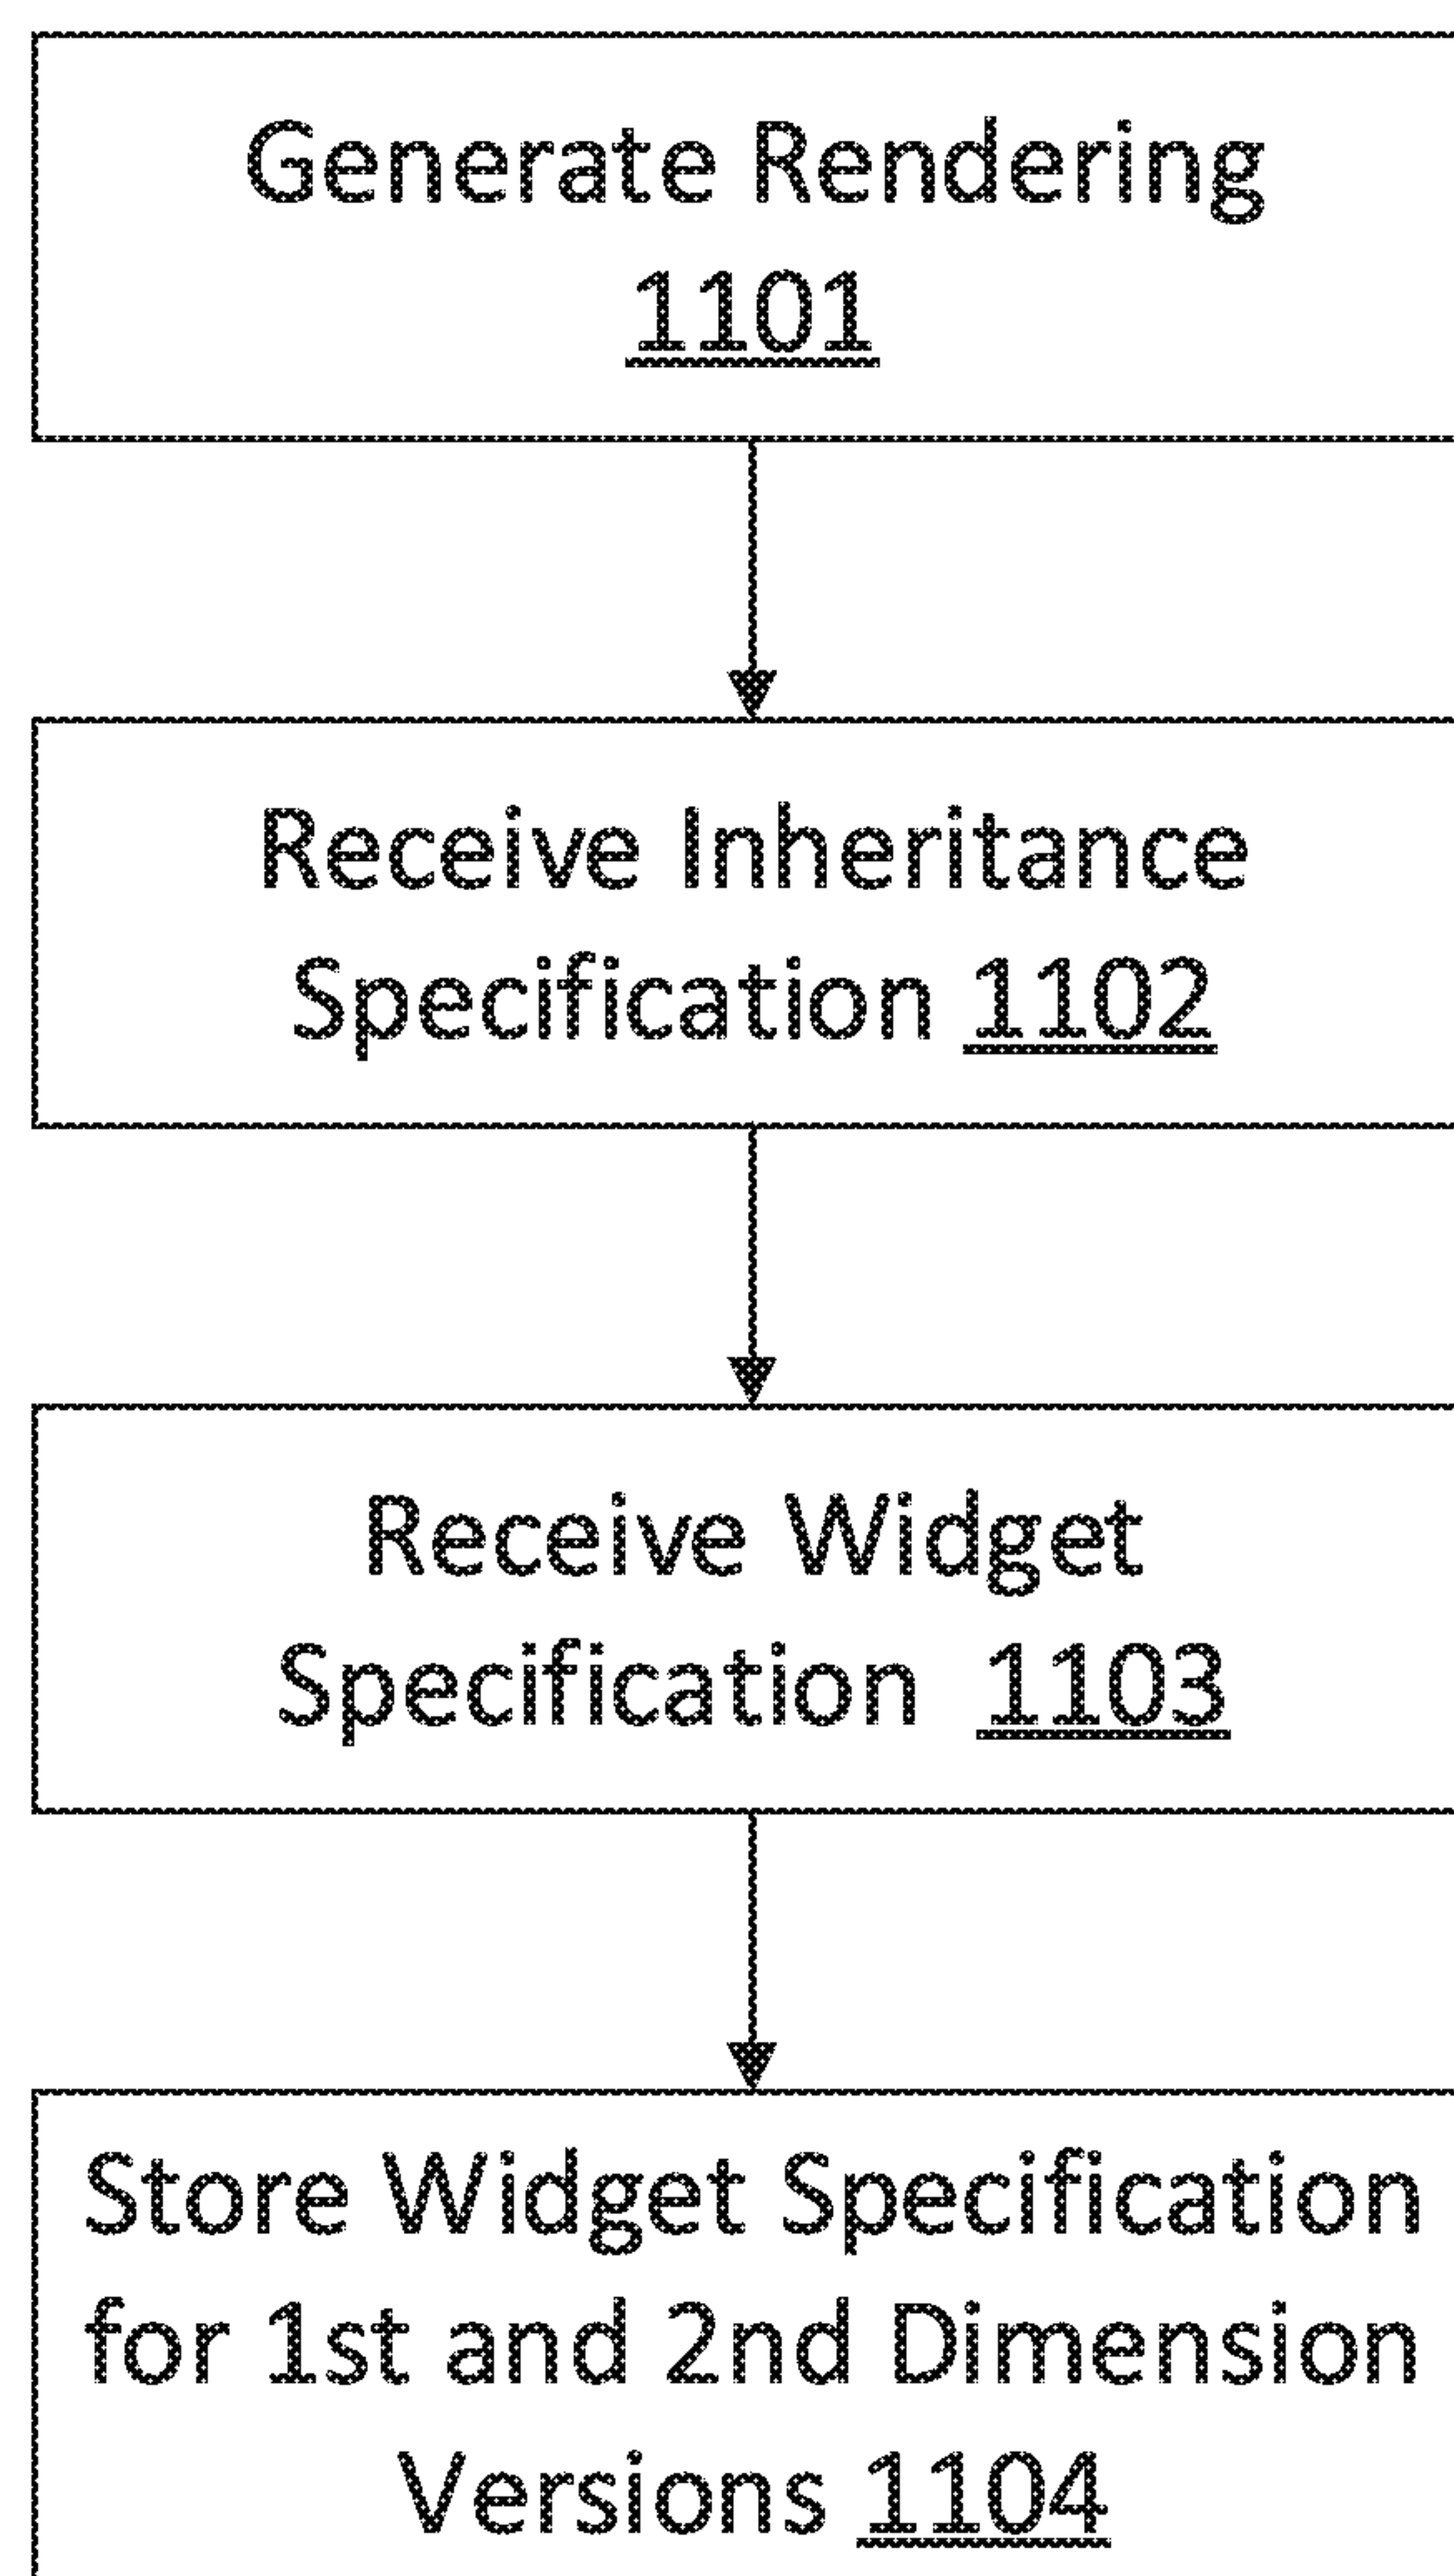 Generate Rendering
1101
Receive Inheritance
Specification 1102
Receive Widget
Specification 1103
Store Widget Specification
for 1st and 2nd Dimension
Versions 1104